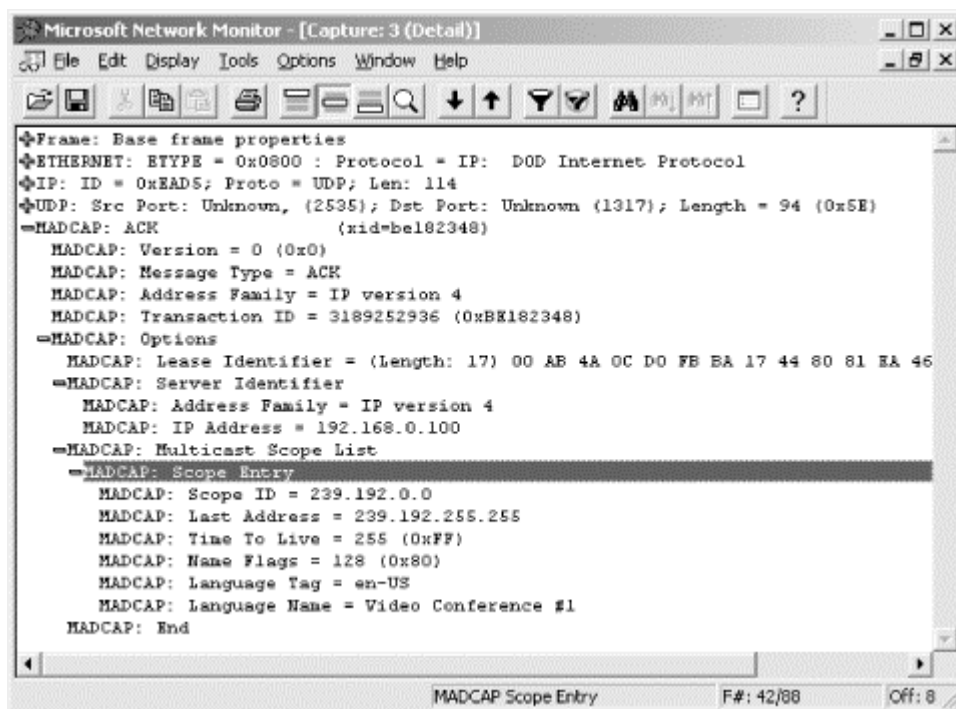 Microsoft Network Monitor - [Capture: 3 (Detail)]
File Edit Display Tools Options Window Help
Frame: Base frame properties
ETHERNET: ETYPE = 0x0800 : Protocol = IP: DOD Internet Protocol
IP: ID = 0xEAD5; Proto = UDP; Len: 114
UDP: Src Port: Unknown, (2535); Dst Port: Unknown (1317); Length = 94 (0x5E)
MADCAP: ACK (xid=be182348)
MADCAP: Version = 0 (0x0)
MADCAP: Message Type = ACK
MADCAP: Address Family = IP version 4
MADCAP: Transaction ID = 3189252936 (0xBE182348)
MADCAP: Options
MADCAP: Lease Identifier = (Length: 17) 00 AB 4A 0C D0 FB BA 17 44 80 81 EA 46
MADCAP: Server Identifier
MADCAP: Address Family = IP version 4
MADCAP: IP Address = 192.168.0.100
MADCAP: Multicast Scope List
MADCAP: Scope Entry
MADCAP: Scope ID = 239.192.0.0
MADCAP: Last Address = 239.192.255.255
MADCAP: Time To Live = 255 (0xFF)
MADCAP: Name Flags = 128 (0x80)
MADCAP: Language Tag = en-US
MADCAP: Language Name = Video Conference #1
MADCAP: End
MADCAP Scope Entry F#: 42/88 Off: 8